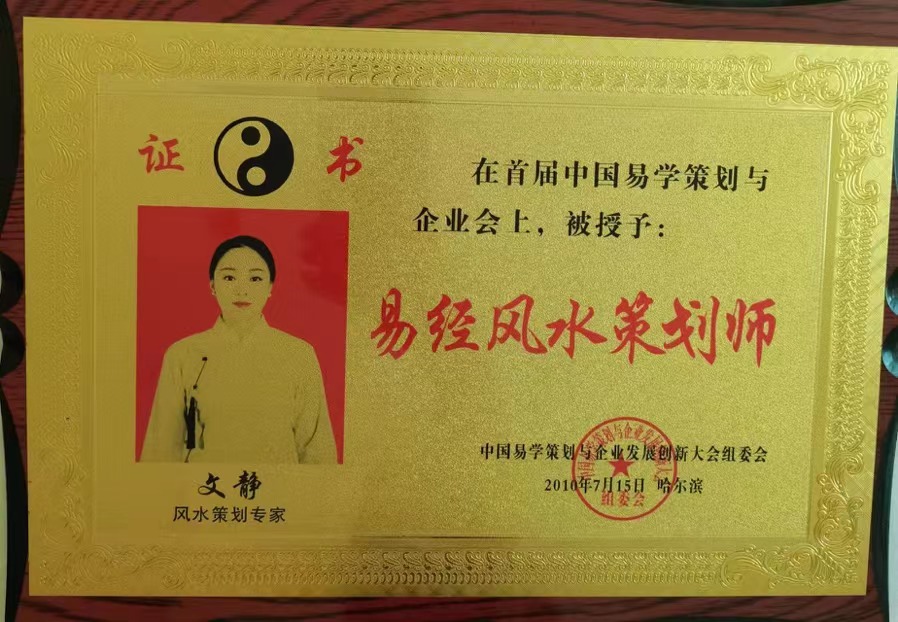 证 书
在首届中国易学策划与
企业会上，被授予：
易经风水策划师
文静
风水策划专家
中国易学策划与企业发展创新大会组委会
2010年7月15日 哈尔滨
组委会